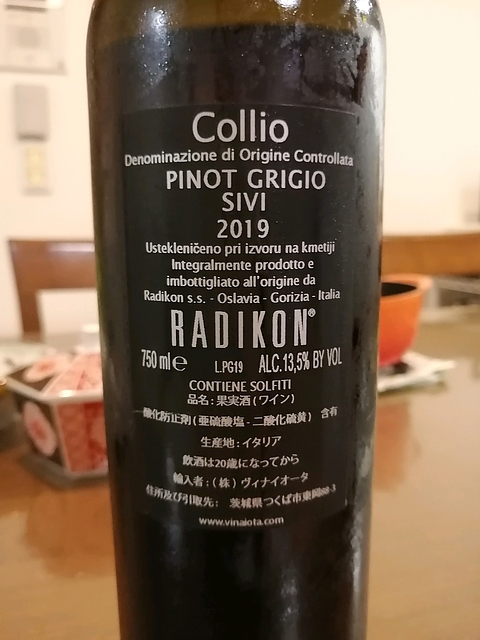 Collio
Denominazione di Origine Controllata
PINOT GRIGIO
SIVI
2019
Ustekleničeno pri izvoru na kmetiji
Integralmente prodotto e
imbottigliato all'origine da
Radikon s.s. - Oslavia - Gorizia - Italia
RADIKON®
750 ml℮ L.PG19 ALC.13,5% BY VOL
CONTIENE SOLFITI
品名:果実酒(ワイン)
酸化防止剤(亜硫酸塩・二酸化硫黄) 含有
生産地:イタリア
飲酒は20歳になってから
輸入者:(株)ヴィナイオータ
住所及び引取先: 茨城県つくば市東岡88-3
www.vinaiota.com